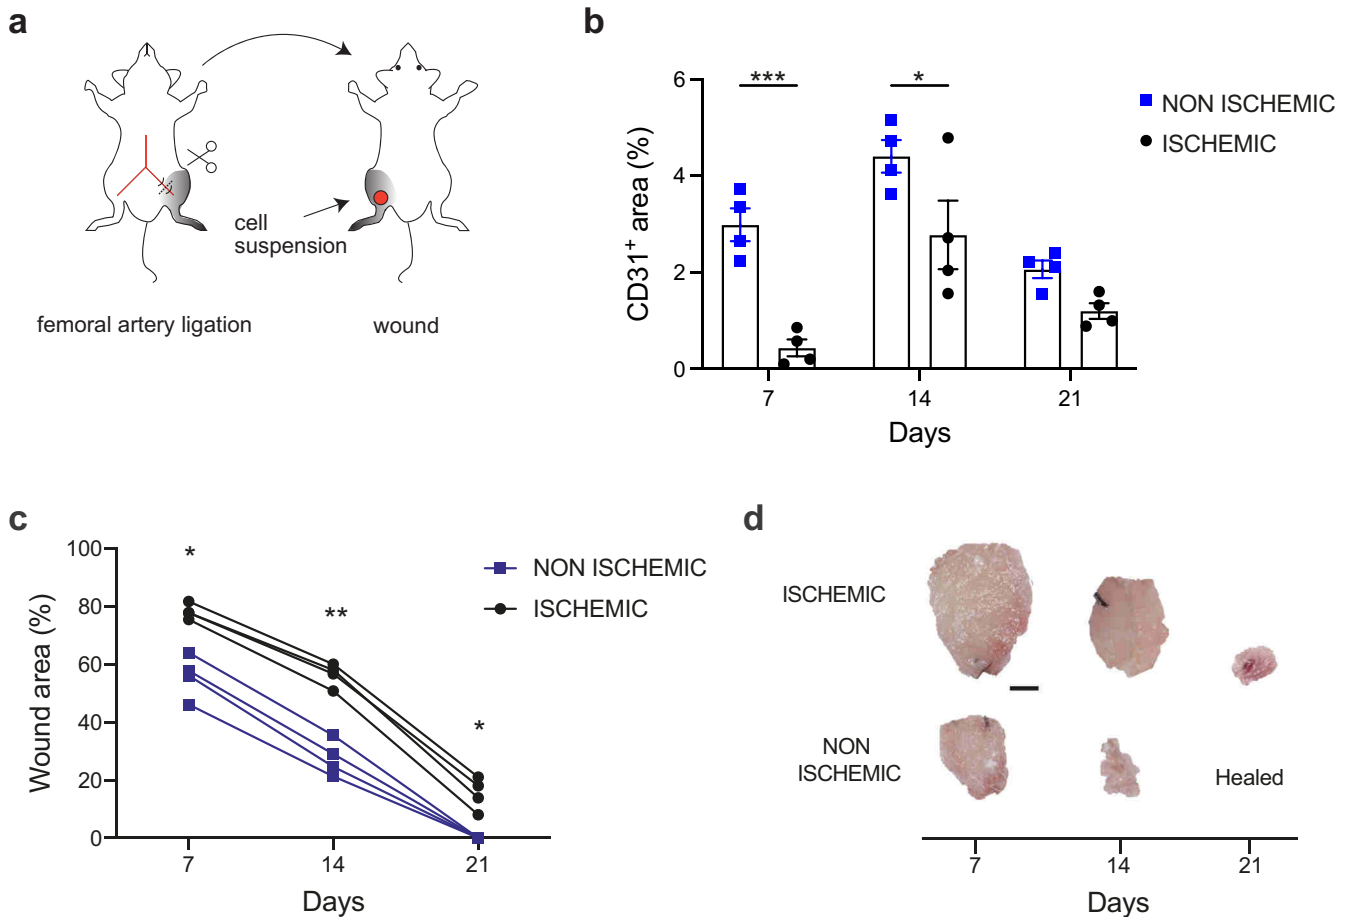 a
cell
suspension
femoral artery ligation
wound
b
CD31+ area (%)
6
4
2
0
***
*
7
14
21
Days
NON ISCHEMIC
ISCHEMIC
c
Wound area (%)
100
80
60
40
20
0
*
**
*
7
14
21
Days
NON ISCHEMIC
ISCHEMIC
d
ISCHEMIC
NON
ISCHEMIC
Healed
7
14
21
Days